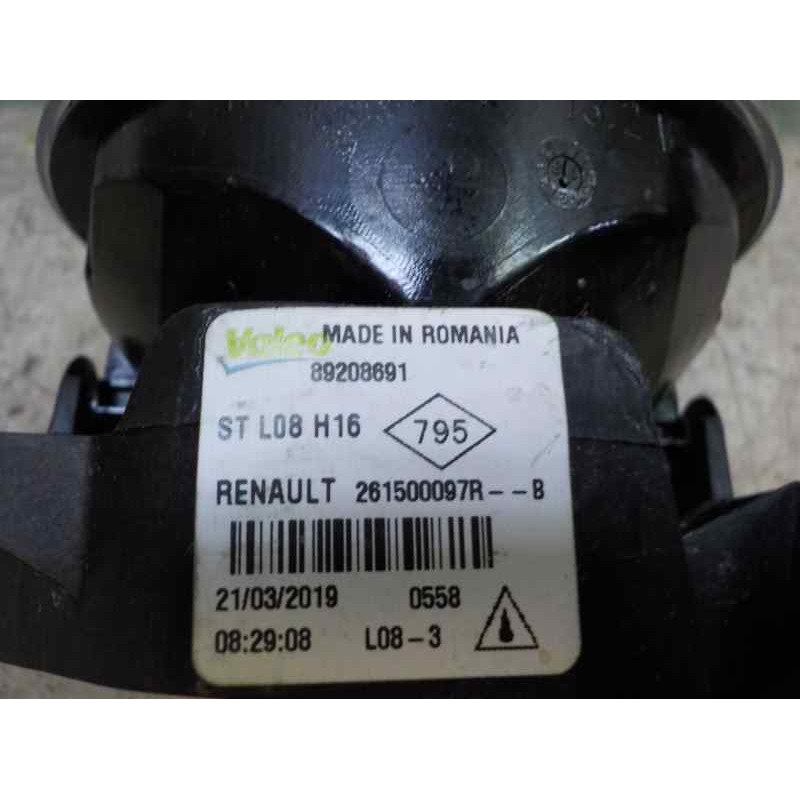 Valeo MADE IN ROMANIA
89208691
ST L08 H16 795
RENAULT 261500097R--B
21/03/2019 0558
08:29:08 L08-3